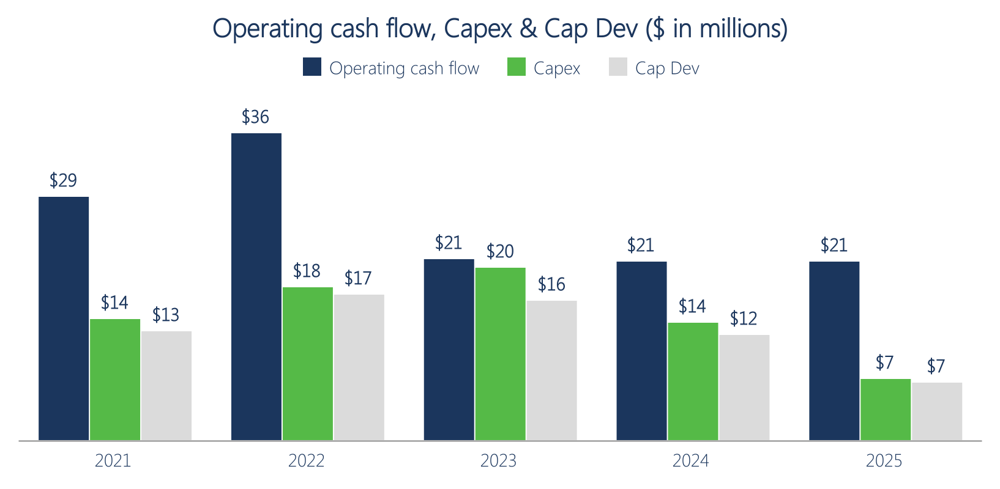 Operating cash flow, Capex & Cap Dev ($ in millions)
Operating cash flow Capex Cap Dev
$29 $14 $13
$36 $18 $17
$21 $20 $16
$21 $14 $12
$21 $7 $7
2021 2022 2023 2024 2025